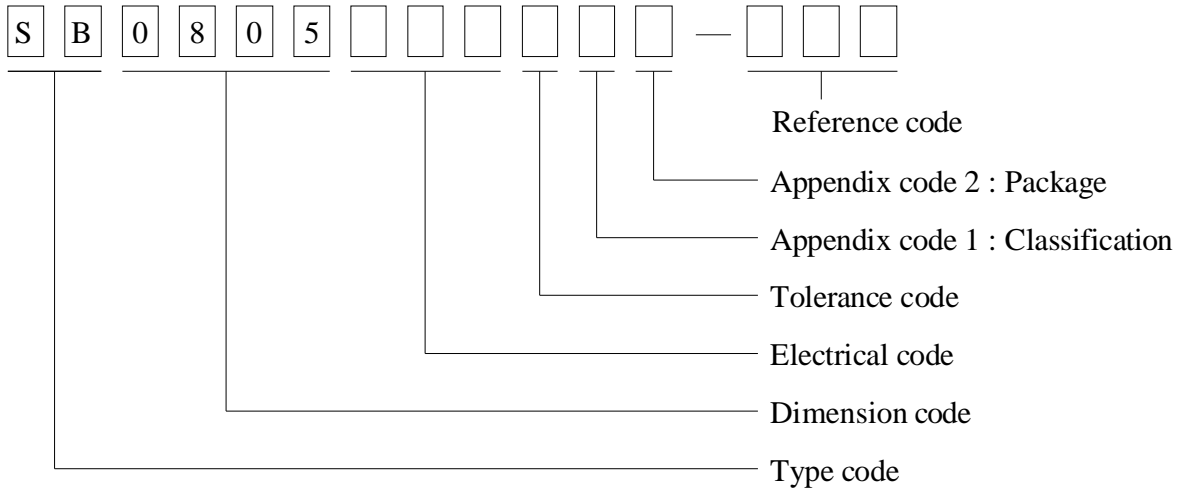 S B 0 8 0 5 —
Reference code
Appendix code 2 : Package
Appendix code 1 : Classification
Tolerance code
Electrical code
Dimension code
Type code